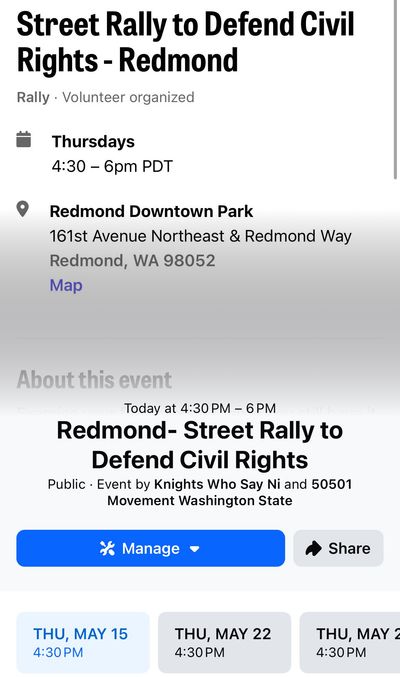 Street Rally to Defend Civil
Rights - Redmond
Rally · Volunteer organized
Thursdays
4:30 – 6pm PDT
Redmond Downtown Park
161st Avenue Northeast & Redmond Way
Redmond, WA 98052
Map
About this event
Today at 4:30 PM – 6 PM
Redmond- Street Rally to
Defend Civil Rights
Public · Event by Knights Who Say Ni and 50501
Movement Washington State
Manage
Share
THU, MAY 15
4:30 PM
THU, MAY 22
4:30 PM
THU, MAY 2
4:30 PM